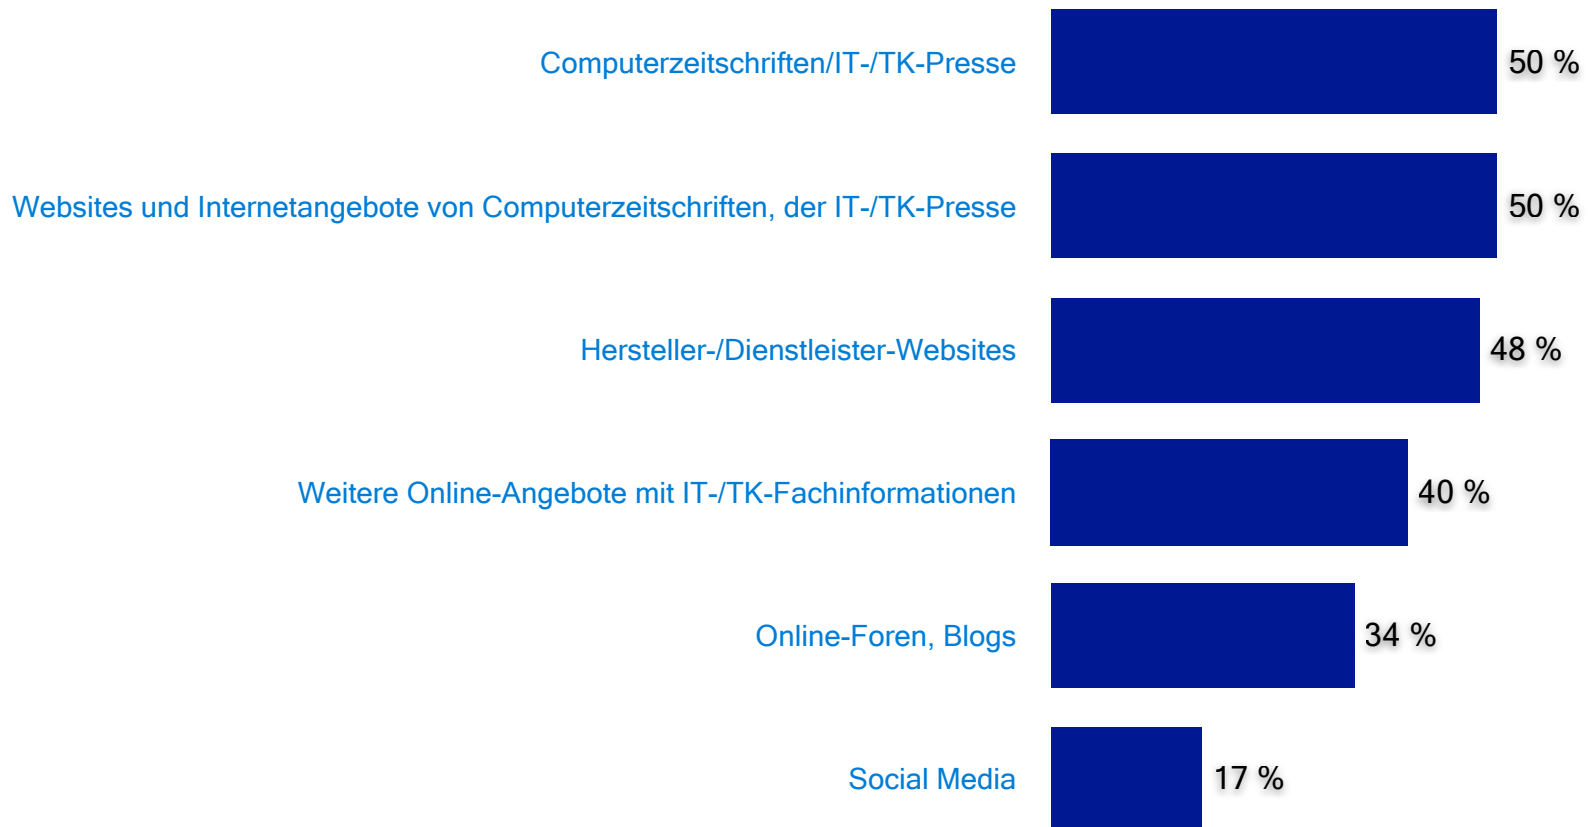 Computerzeitschriften/IT-/TK-Presse 50 %
Websites und Internetangebote von Computerzeitschriften, der IT-/TK-Presse 50 %
Hersteller-/Dienstleister-Websites 48 %
Weitere Online-Angebote mit IT-/TK-Fachinformationen 40 %
Online-Foren, Blogs 34 %
Social Media 17 %